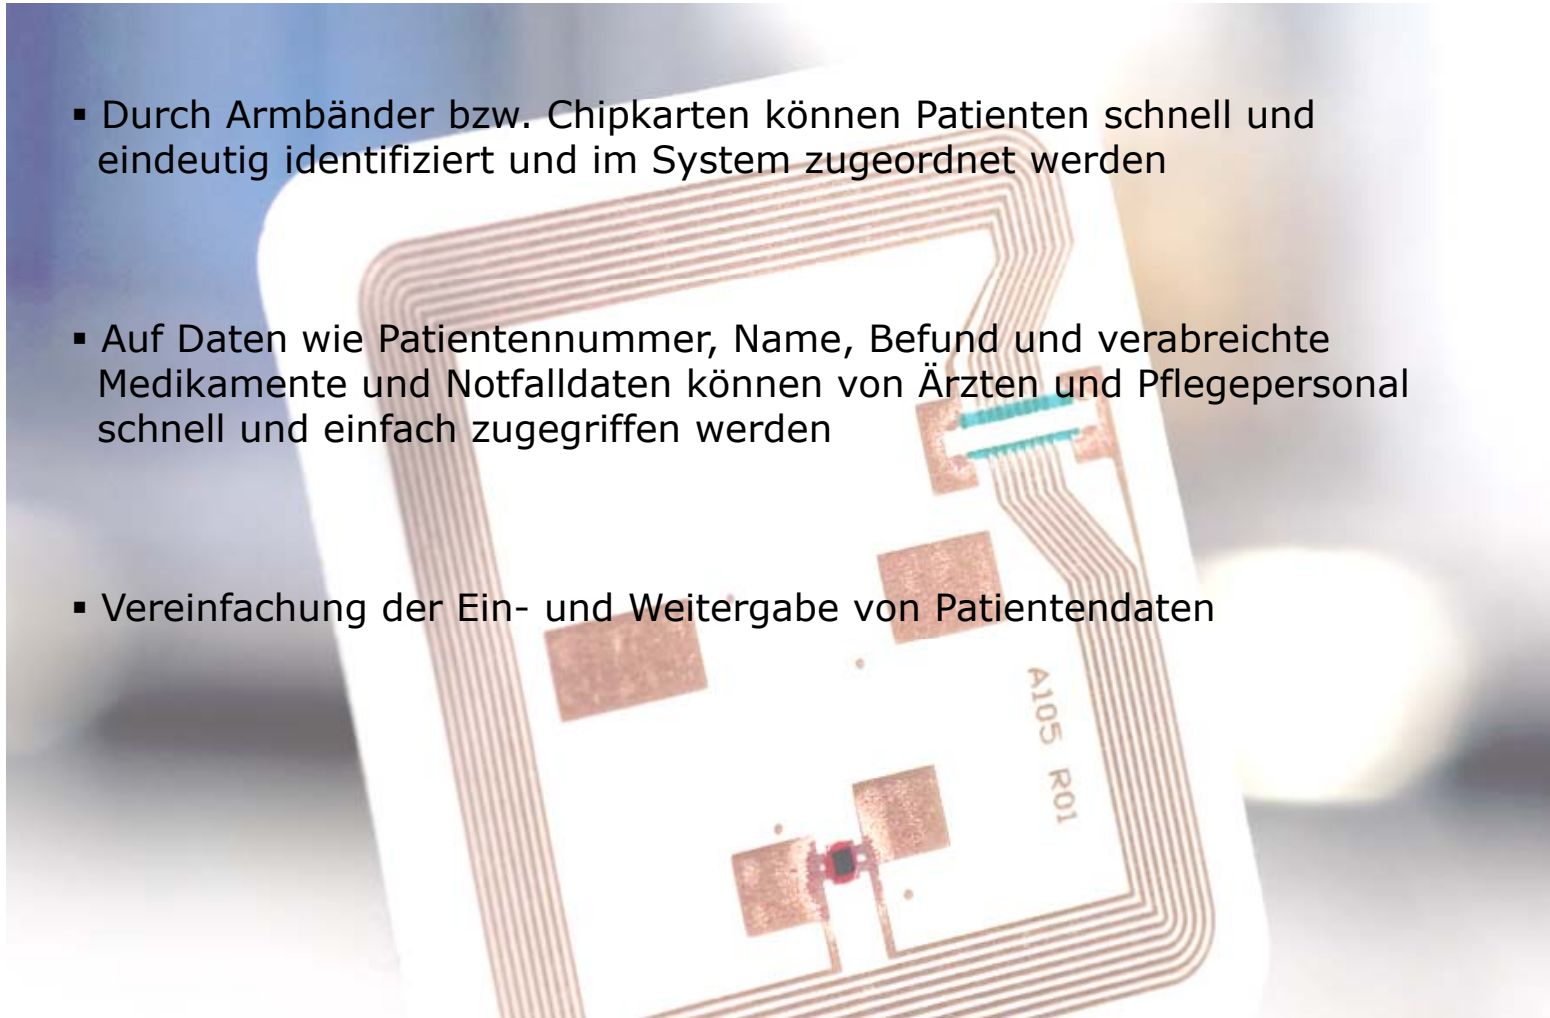 ▪ Durch Armbänder bzw. Chipkarten können Patienten schnell und
eindeutig identifiziert und im System zugeordnet werden
▪ Auf Daten wie Patientennummer, Name, Befund und verabreichte
Medikamente und Notfalldaten können von Ärzten und Pflegepersonal
schnell und einfach zugegriffen werden
▪ Vereinfachung der Ein- und Weitergabe von Patientendaten
A105 R01